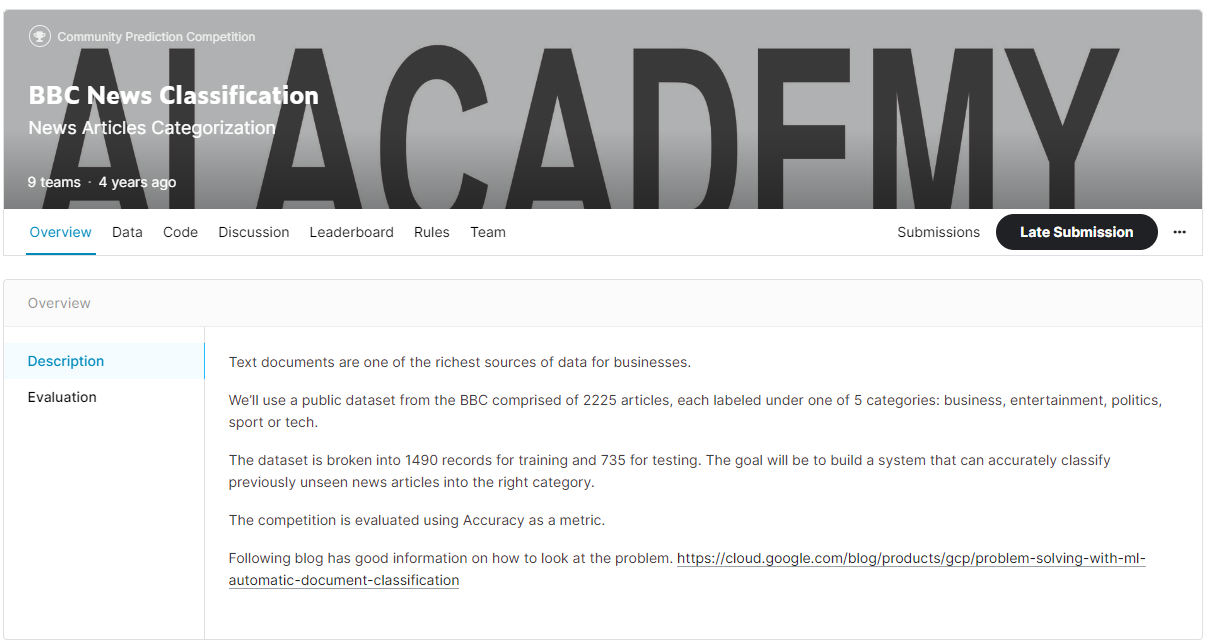 Community Prediction Competition
AI ACADEMY
BBC News Classification
News Articles Categorization
9 teams · 4 years ago
Overview Data Code Discussion Leaderboard Rules Team Submissions Late Submission ...
Overview
Description
Evaluation
Text documents are one of the richest sources of data for businesses.
We'll use a public dataset from the BBC comprised of 2225 articles, each labeled under one of 5 categories: business, entertainment, politics,
sport or tech.
The dataset is broken into 1490 records for training and 735 for testing. The goal will be to build a system that can accurately classify
previously unseen news articles into the right category.
The competition is evaluated using Accuracy as a metric.
Following blog has good information on how to look at the problem. https://cloud.google.com/blog/products/gcp/problem-solving-with-ml-
automatic-document-classification